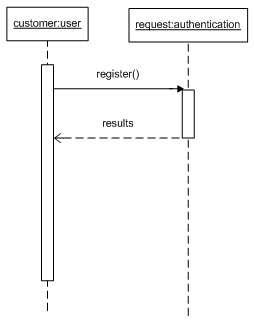 customer:user
request:authentication
register()
results